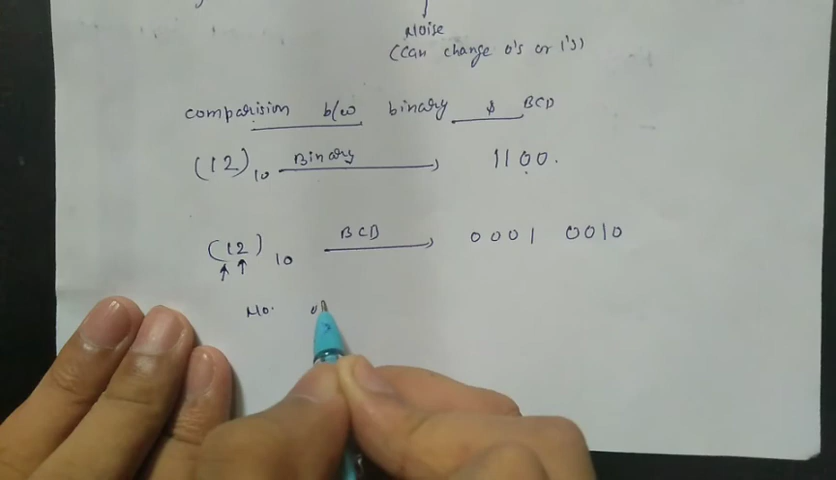 Noise
(can change 0's or 1's)
comparision b/w binary & BCD
(12)10 Binary 1100.
(12)10 BCD 0001 0010
No. of